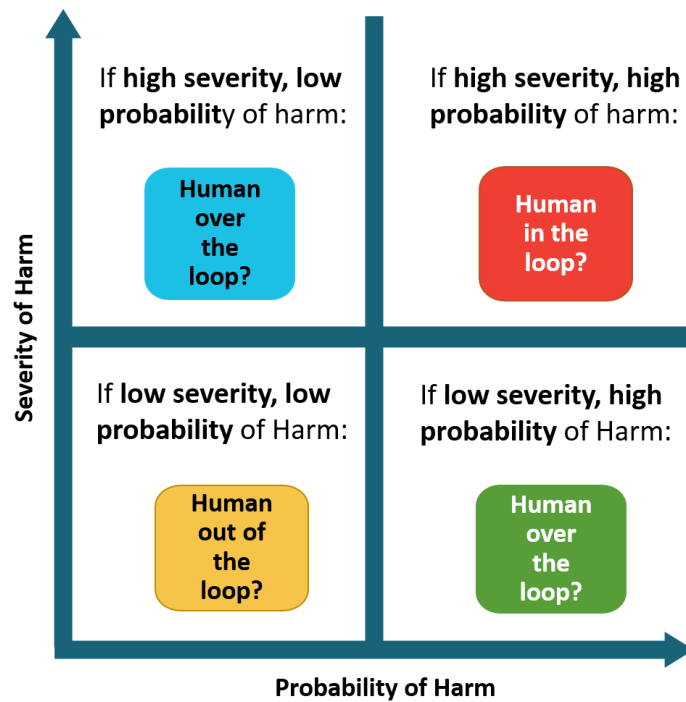 If high severity, low
probability of harm:
Human
over
the
loop?
If high severity, high
probability of harm:
Human
in the
loop?
Severity of Harm
If low severity, low
probability of Harm:
Human
out of
the
loop?
If low severity, high
probability of Harm:
Human
over
the
loop?
Probability of Harm